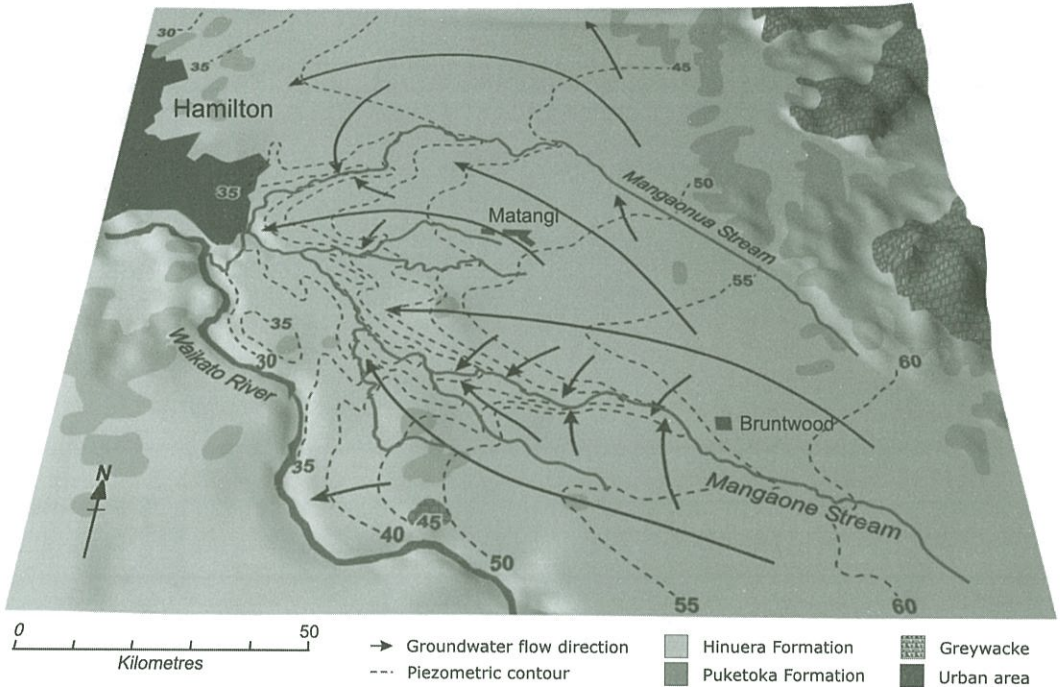 30
35
45
Hamilton
35
Mangaonua Stream
50
Matangi
55
35
Waikato River
30
60
Bruntwood
35
N
Mangaone Stream
45
40
50
55
60
0 50
Kilometres
Groundwater flow direction
Piezometric contour
Hinuera Formation
Puketoka Formation
Greywacke
Urban area